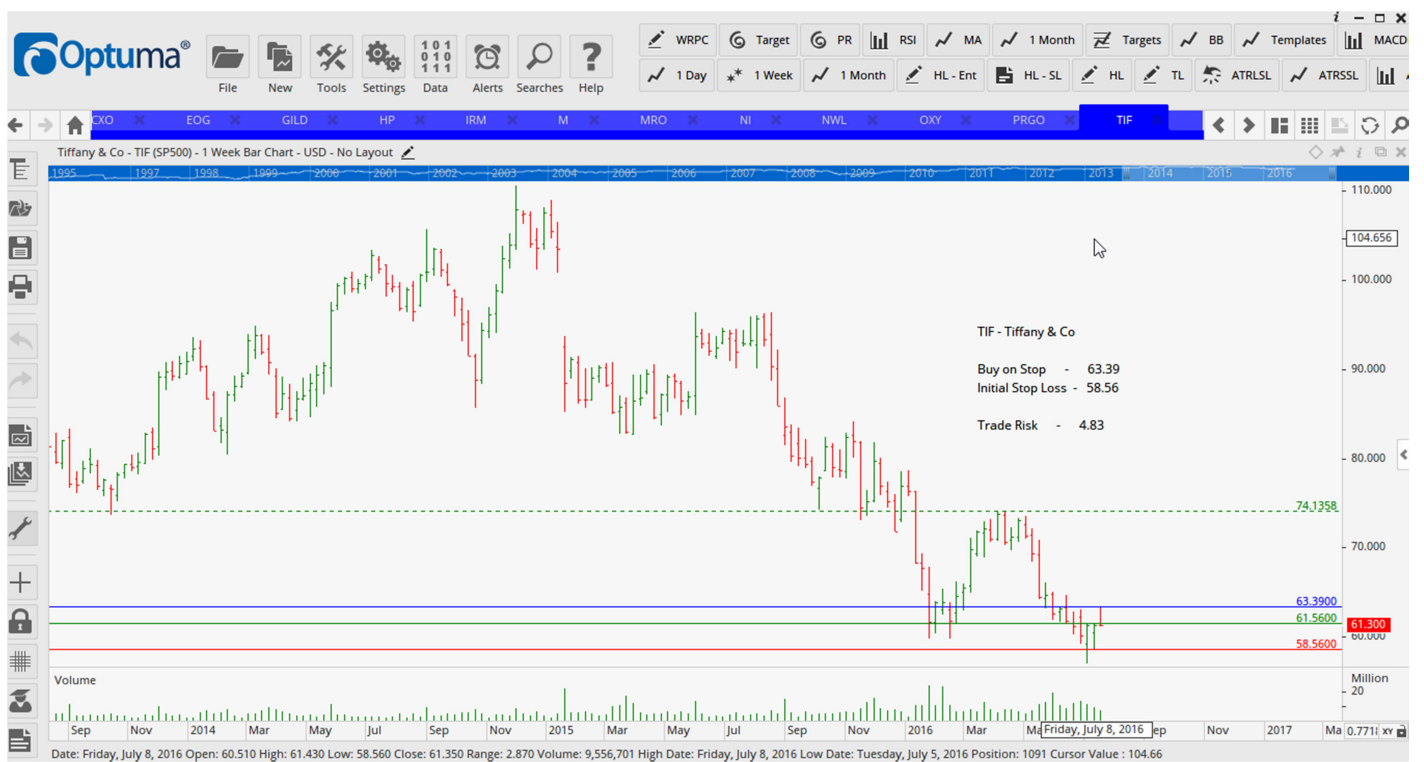 i
Optuma®
WRPC Target PR RSI MA 1 Month Targets BB Templates MACD
1 Day 1 Week 1 Month HL - Ent HL - SL HL TL ATRLSL ATRSSL
101
010
111
File New Tools Settings Data Alerts Searches Help
CXO EOG GILD HP IRM M MRO NI NWL OXY PRGO TIF
Tiffany & Co - TIF (SP500) - 1 Week Bar Chart - USD - No Layout
1995 1997 1998 1999 2000 2001 2002 2003 2004 2005 2006 2007 2008 2009 2010 2011 2012 2013 2014 2015 2016
110.000
104.656
100.000
TIF - Tiffany & Co
Buy on Stop - 63.39
90.000
Initial Stop Loss - 58.56
Trade Risk - 4.83
80.000
74.1358
70.000
63.3900
61.5600
61.300
60.000
58.5600
Volume
Million
20
Sep Nov 2014 Mar May Jul Sep Nov 2015 Mar May Jul Sep Nov 2016 Mar Ma Friday, July 8, 2016 ep Nov 2017 Ma 0.771 XY
Date: Friday, July 8, 2016 Open: 60.510 High: 61.430 Low: 58.560 Close: 61.350 Range: 2.870 Volume: 9,556,701 High Date: Friday, July 8, 2016 Low Date: Tuesday, July 5, 2016 Position: 1091 Cursor Value : 104.66